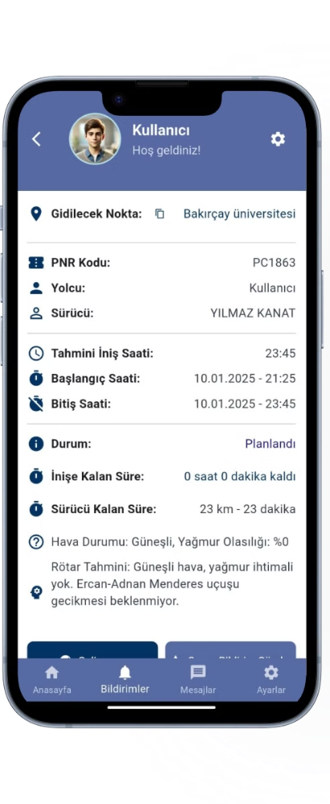 Kullanıcı
Hoş geldiniz!
Gidilecek Nokta: Bakırçay üniversitesi
PNR Kodu: PC1863
Yolcu: Kullanıcı
Sürücü: YILMAZ KANAT
Tahmini İniş Saati: 23:45
Başlangıç Saati: 10.01.2025 - 21:25
Bitiş Saati: 10.01.2025 - 23:45
Durum: Planlandı
İnişe Kalan Süre: 0 saat 0 dakika kaldı
Sürücü Kalan Süre: 23 km - 23 dakika
Hava Durumu: Güneşli, Yağmur Olasılığı: %0
Rötar Tahmini: Güneşli hava, yağmur ihtimali
yok. Ercan-Adnan Menderes uçuşu
gecikmesi beklenmiyor.
Anasayfa Bildirimler Mesajlar Ayarlar